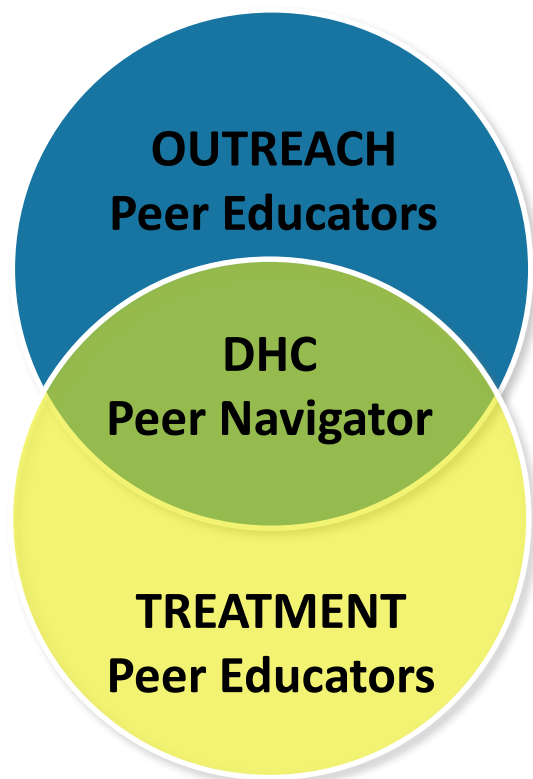 OUTREACH
Peer Educators
DHC
Peer Navigator
TREATMENT
Peer Educators